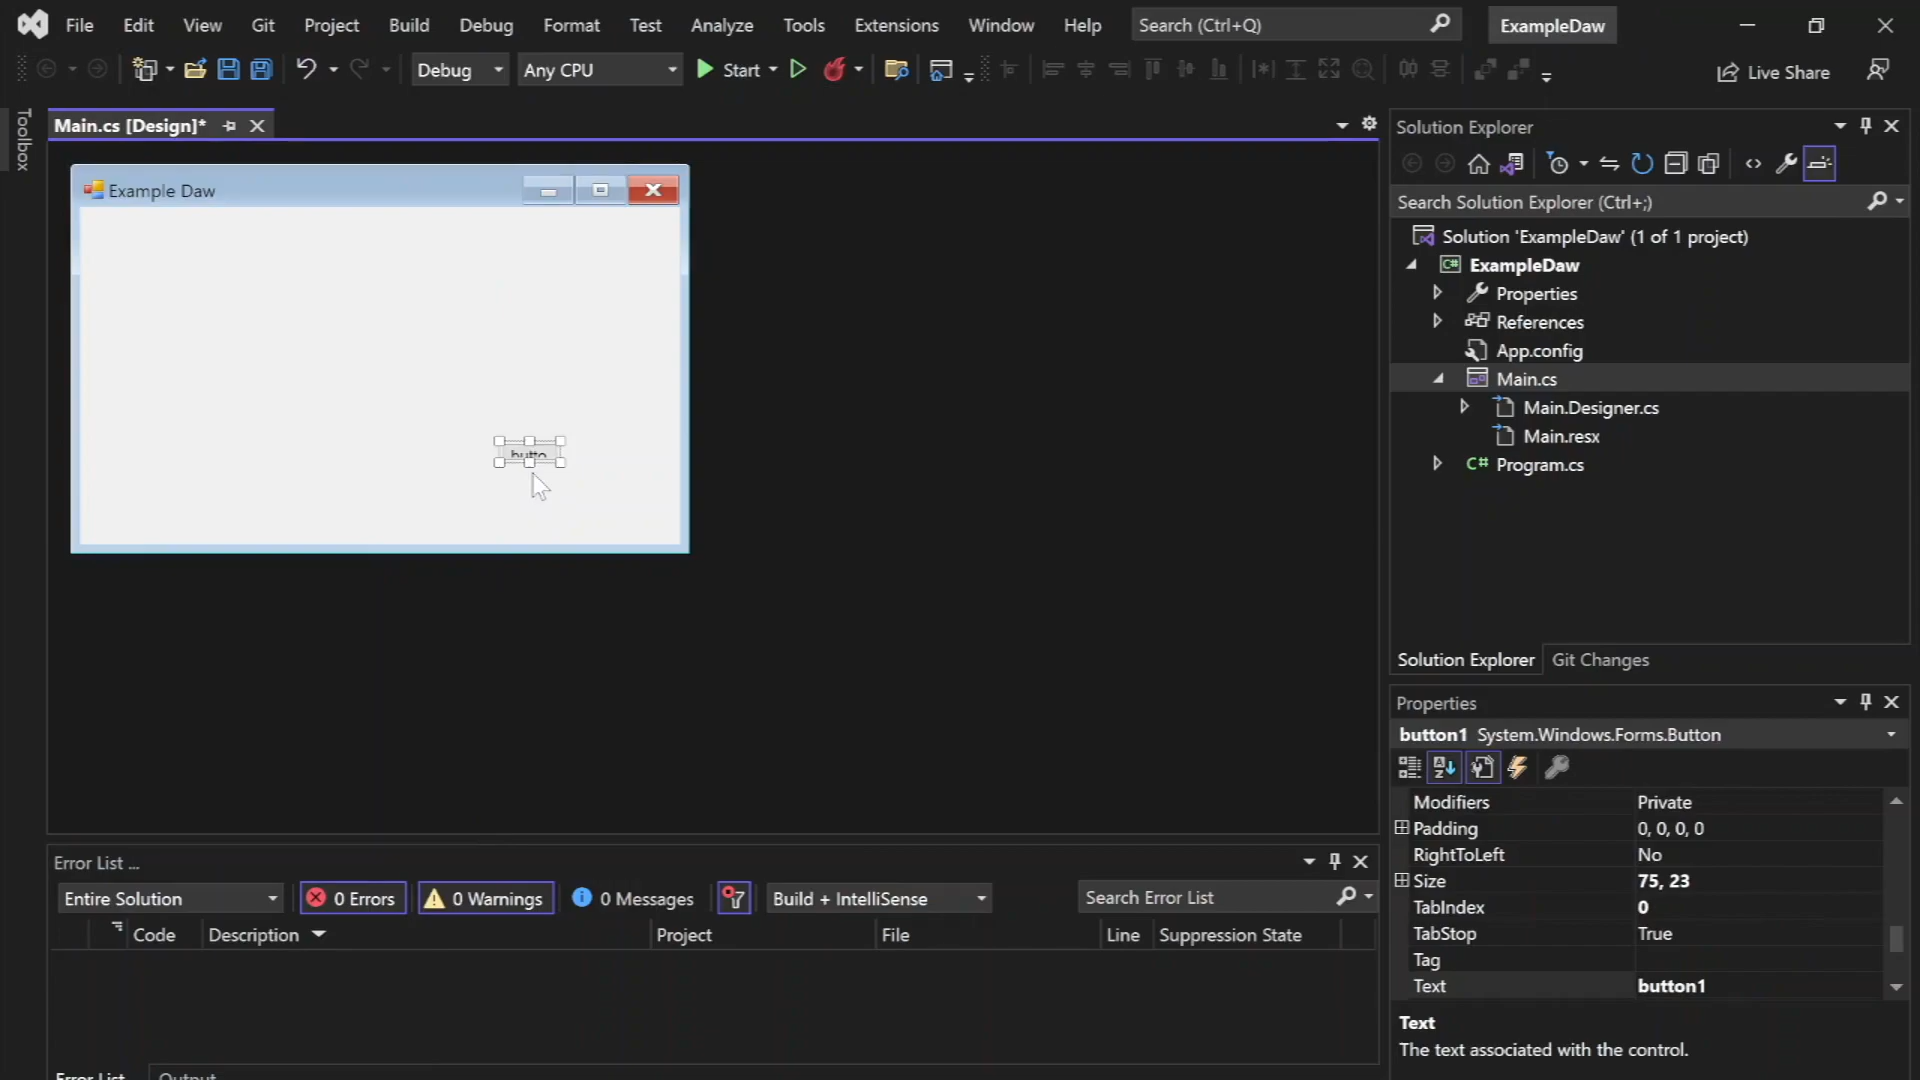 File Edit View Git Project Build Debug Format Test Analyze Tools Extensions Window Help Search (Ctrl+Q) ExampleDaw
Debug Any CPU Start Live Share
Toolbox
Main.cs [Design]*
Example Daw
butto
Solution Explorer
Search Solution Explorer (Ctrl+;)
Solution 'ExampleDaw' (1 of 1 project)
C# ExampleDaw
Properties
References
App.config
Main.cs
Main.Designer.cs
Main.resx
C# Program.cs
Solution Explorer Git Changes
Properties
button1 System.Windows.Forms.Button
Modifiers Private
Padding 0, 0, 0, 0
RightToLeft No
Size 75, 23
TabIndex 0
TabStop True
Tag
Text button1
Text
The text associated with the control.
Error List ...
Entire Solution 0 Errors 0 Warnings 0 Messages Build + IntelliSense Search Error List
Code Description Project File Line Suppression State
Error List Output